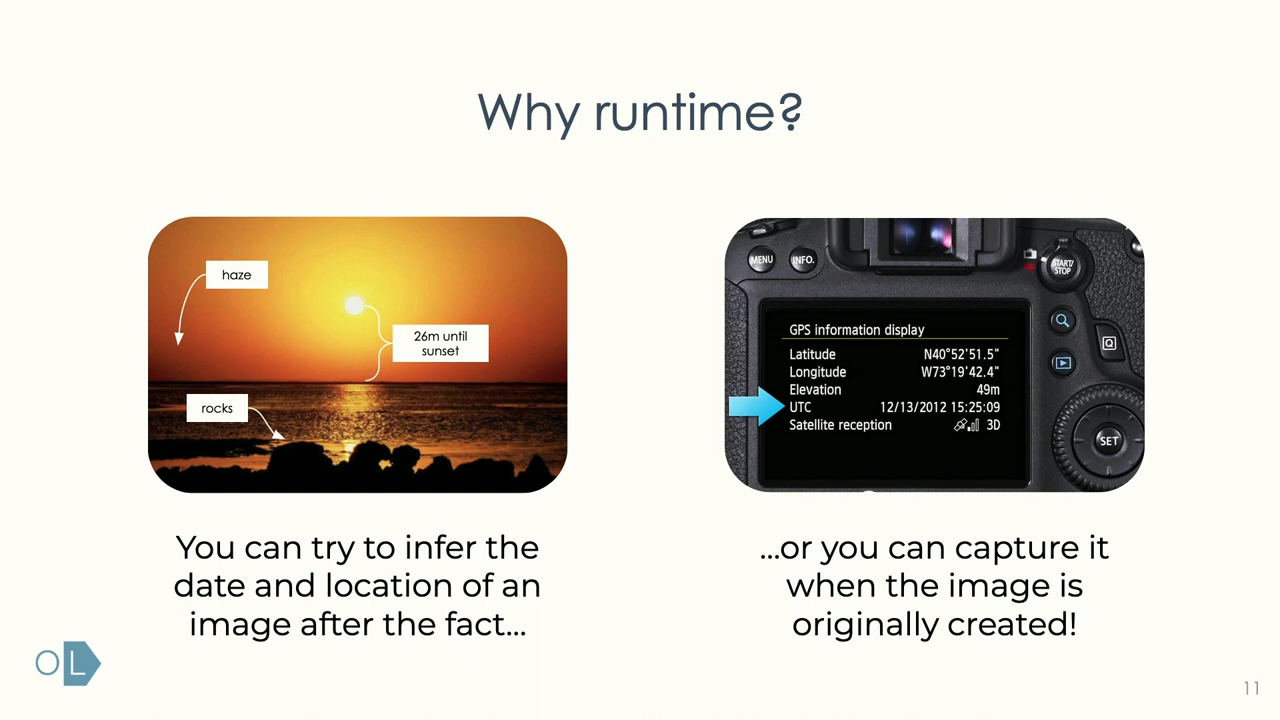 Why runtime?
haze
26m until
sunset
rocks
You can try to infer the
date and location of an
image after the fact...
MENU
INFO.
START/
STOP
Q
SET
GPS information display
Latitude N40°52'51.5"
Longitude W73°19'42.4"
Elevation 49m
UTC 12/13/2012 15:25:09
Satellite reception 3D
...or you can capture it
when the image is
originally created!
OL
11